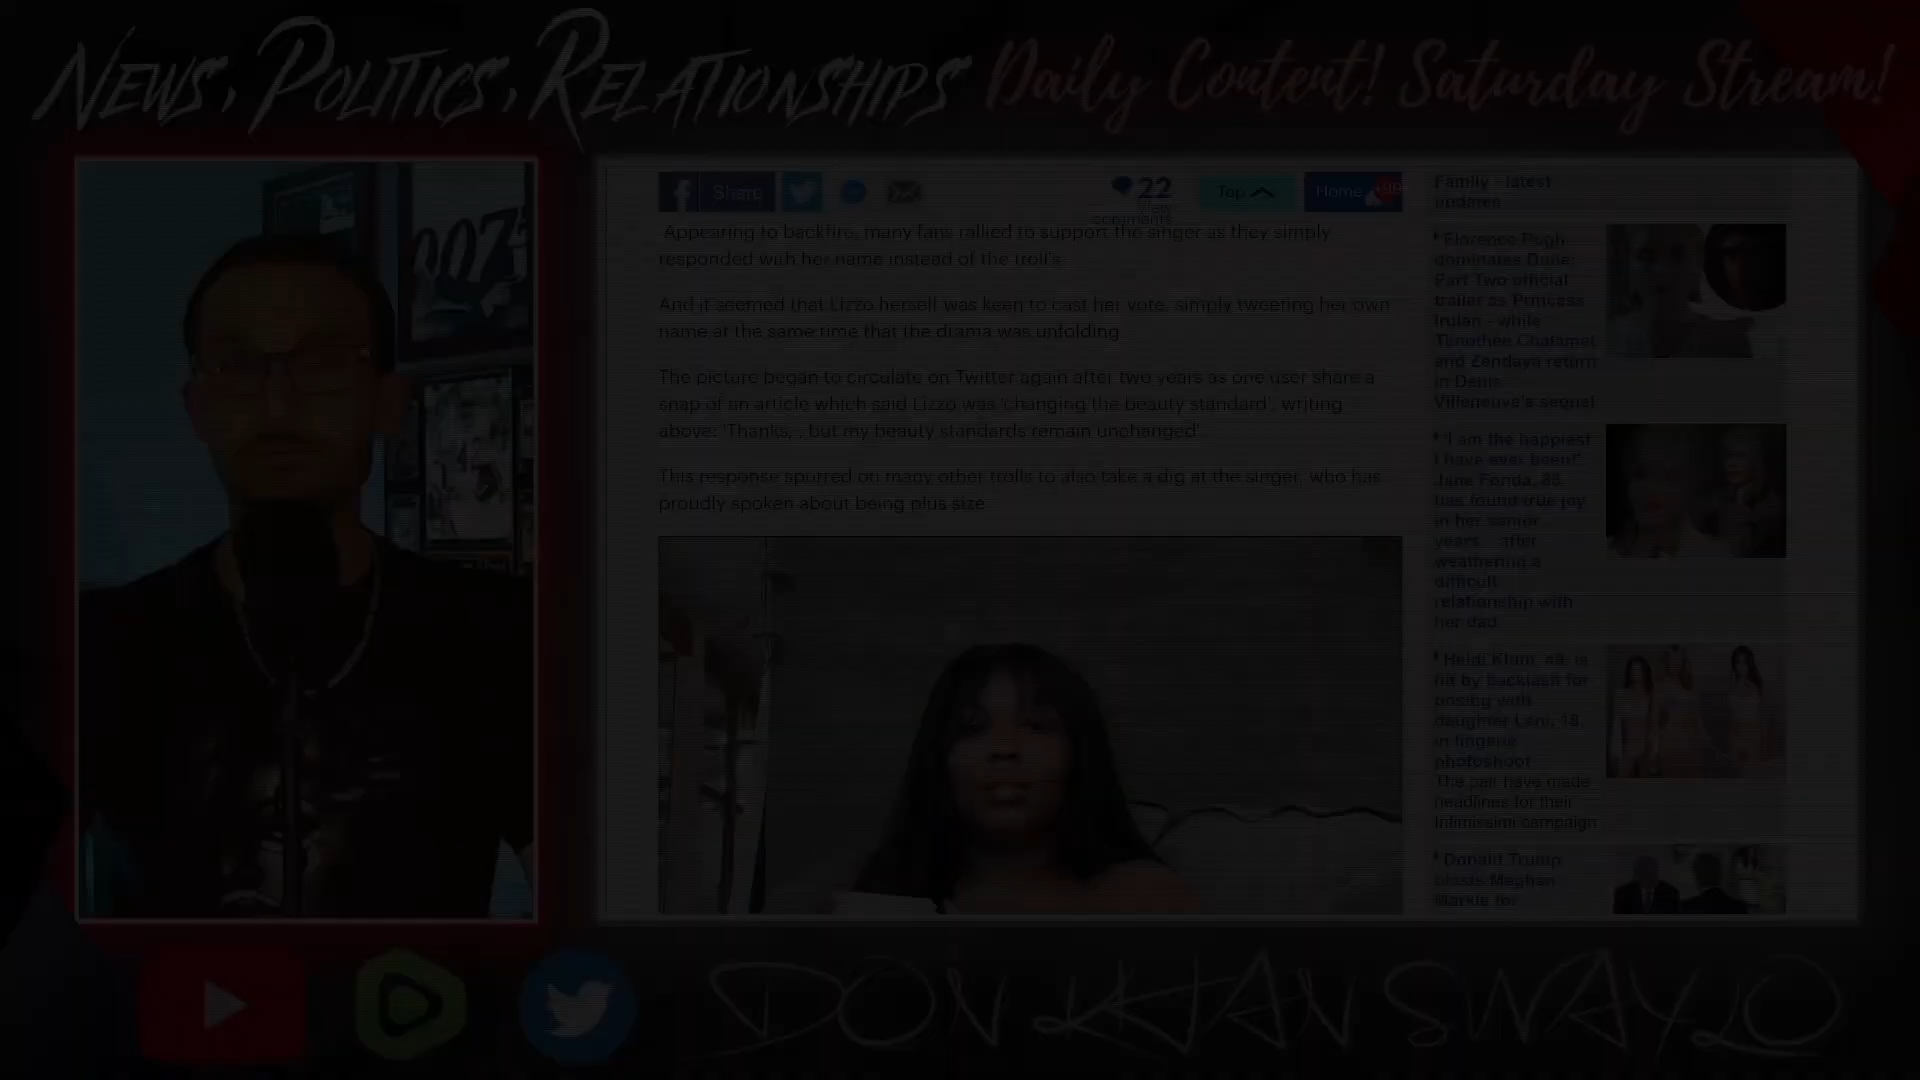 NEWS, POLITICS, RELATIONSHIPS
Daily Content! Saturday Stream!
007
Share
22
View
comments
Top
Home
Appearing to backfire, many fans rallied to support the singer as they simply
responded with her name instead of the troll's.
And it seemed that Lizzo herself was keen to cast her vote, simply tweeting her own
name at the same time that the drama was unfolding.
The picture began to circulate on Twitter again after two years as one user share a
snap of an article which said Lizzo was 'changing the beauty standard', writing
above: 'Thanks, , but my beauty standards remain unchanged'.
This response spurred on many other trolls to also take a dig at the singer, who has
proudly spoken about being plus size
Family - latest
updates
Florence Pugh
dominates Dune:
Part Two official
trailer as Princess
Irulan - while
Timothee Chalamet
and Zendaya return
in Denis
Villeneuve's sequel
'I am the happiest
I have ever been!'
Jane Fonda, 85,
has found true joy
in her senior
years... after
weathering a
difficult
relationship with
her dad
Heidi Klum, 49, is
hit by backlash for
posing with
daughter Leni, 18,
in lingerie
photoshoot
The pair have made
headlines for their
Intimissimi campaign
Donald Trump
blasts Meghan
Markle for
DON KHAN SWAYLO